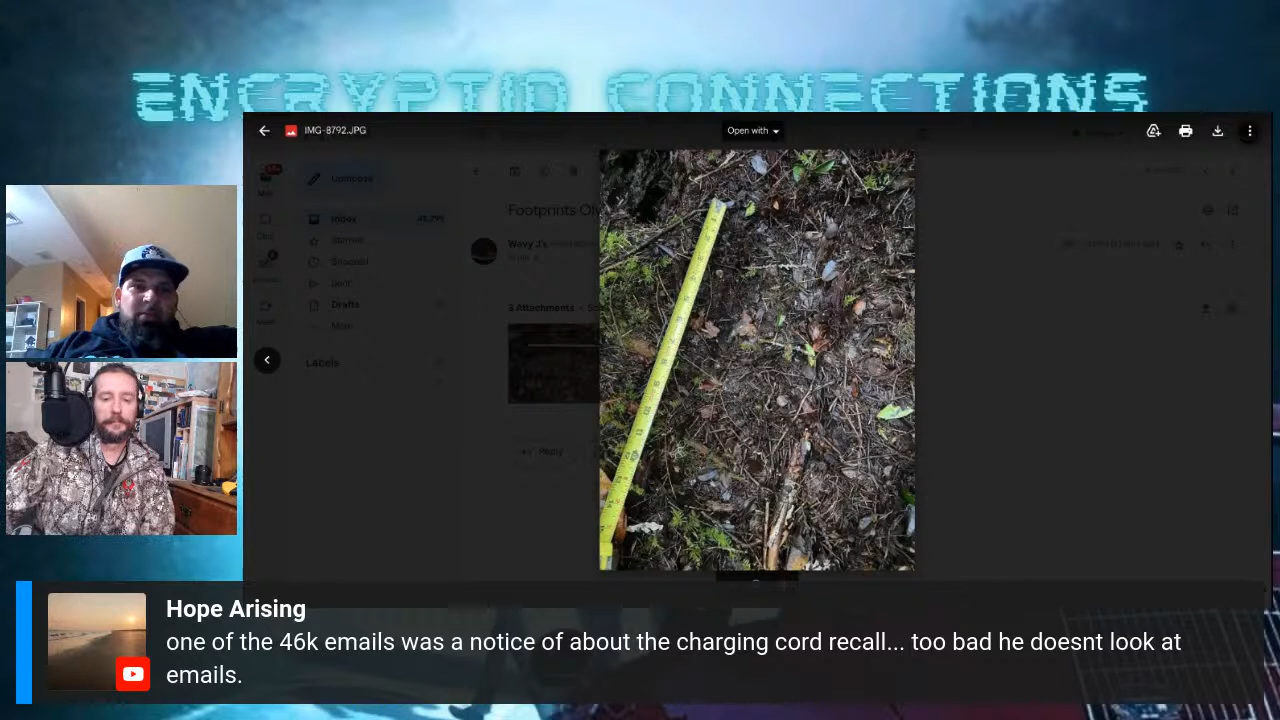 ENCRYPTID CONNECTIONS
IMG-8792.JPG
Open with
Compose
Inbox
Starred
Snoozed
Sent
Drafts
More
Labels
Footprints
Wavy J's
3 Attachments
Reply
Hope Arising
one of the 46k emails was a notice of about the charging cord recall... too bad he doesnt look at
emails.